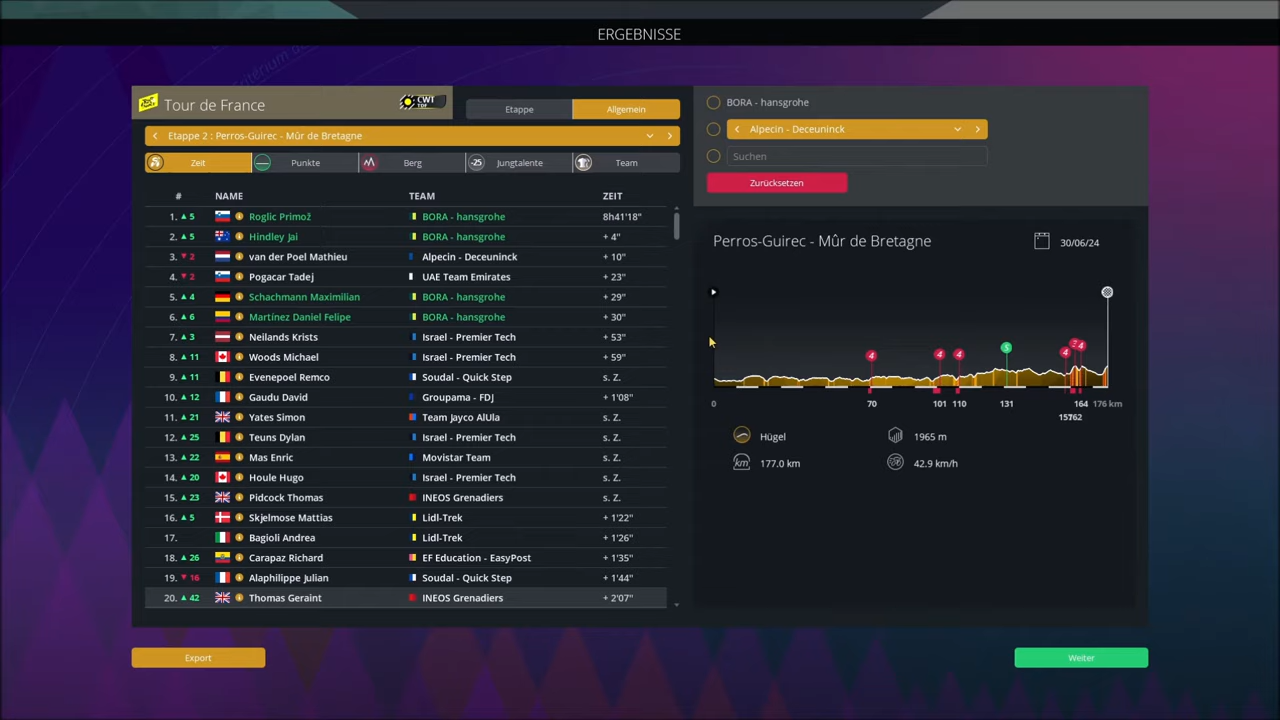 ERGEBNISSE
Tour de France
CWT
TDF
Etappe
Allgemein
Etappe 2 : Perros-Guirec - Mûr de Bretagne
Zeit
Punkte
Berg
-25
Jungtalente
Team
# NAME TEAM ZEIT
1. ▲ 5 Roglic Primož BORA - hansgrohe 8h41'18"
2. ▲ 5 Hindley Jai BORA - hansgrohe + 4"
3. ▼ 2 van der Poel Mathieu Alpecin - Deceuninck + 10"
4. ▼ 2 Pogacar Tadej UAE Team Emirates + 23"
5. ▲ 4 Schachmann Maximilian BORA - hansgrohe + 29"
6. ▲ 6 Martínez Daniel Felipe BORA - hansgrohe + 30"
7. ▲ 3 Neilands Krists Israel - Premier Tech + 53"
8. ▲ 11 Woods Michael Israel - Premier Tech + 59"
9. ▲ 11 Evenepoel Remco Soudal - Quick Step s. Z.
10. ▲ 12 Gaudu David Groupama - FDJ + 1'08"
11. ▲ 21 Yates Simon Team Jayco AlUla s. Z.
12. ▲ 25 Teuns Dylan Israel - Premier Tech s. Z.
13. ▲ 22 Mas Enric Movistar Team s. Z.
14. ▲ 20 Houle Hugo Israel - Premier Tech s. Z.
15. ▲ 23 Pidcock Thomas INEOS Grenadiers s. Z.
16. ▲ 5 Skjelmose Mattias Lidl-Trek + 1'22"
17. Bagioli Andrea Lidl-Trek + 1'26"
18. ▲ 26 Carapaz Richard EF Education - EasyPost + 1'35"
19. ▼ 16 Alaphilippe Julian Soudal - Quick Step + 1'44"
20. ▲ 42 Thomas Geraint INEOS Grenadiers + 2'07"
BORA - hansgrohe
Alpecin - Deceuninck
Suchen
Zurücksetzen
Perros-Guirec - Mûr de Bretagne
30/06/24
4 4 4 S 4 4
0 70 101 110 131 164 176 km
Hügel
1965 m
km 177.0 km
42.9 km/h
Export
Weiter